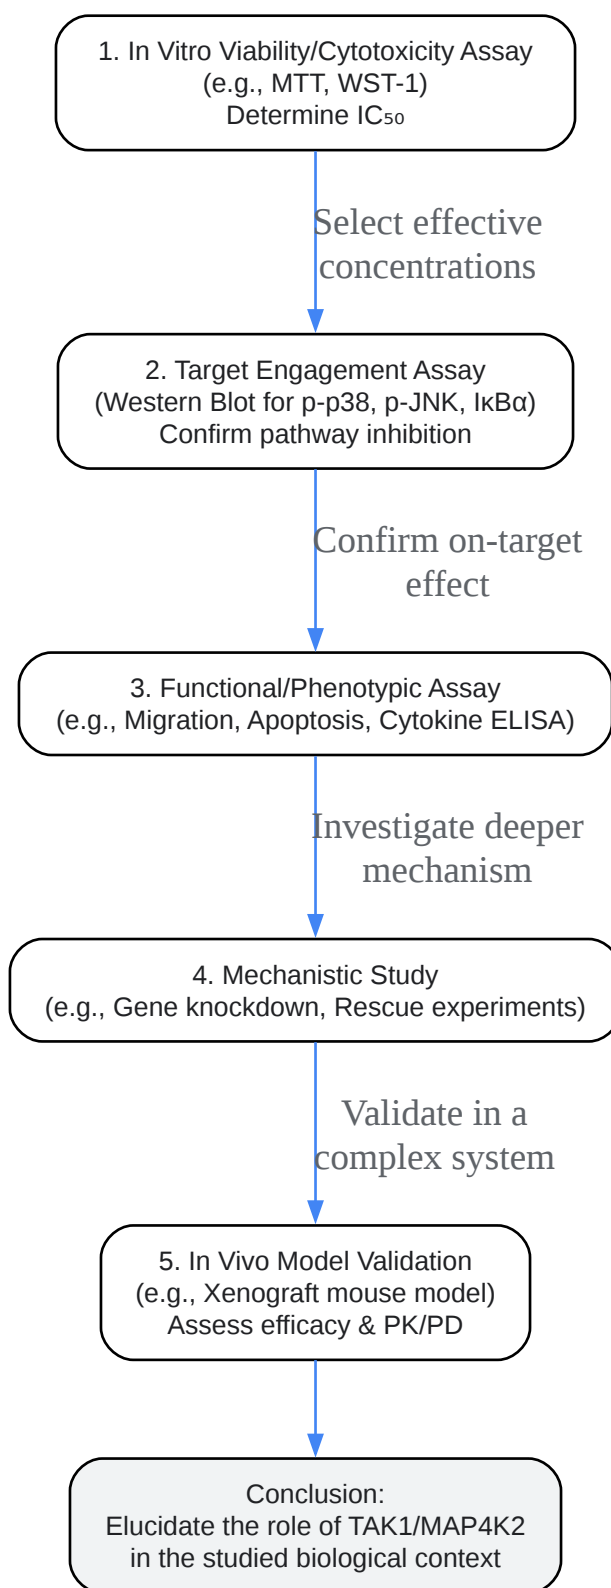 1. In Vitro Viability/Cytotoxicity Assay
(e.g., MTT, WST-1)
Determine IC₅₀
Select effective
concentrations
2. Target Engagement Assay
(Western Blot for p-p38, p-JNK, IκBα)
Confirm pathway inhibition
Confirm on-target
effect
3. Functional/Phenotypic Assay
(e.g., Migration, Apoptosis, Cytokine ELISA)
Investigate deeper
mechanism
4. Mechanistic Study
(e.g., Gene knockdown, Rescue experiments)
Validate in a
complex system
5. In Vivo Model Validation
(e.g., Xenograft mouse model)
Assess efficacy & PK/PD
Conclusion:
Elucidate the role of TAK1/MAP4K2
in the studied biological context